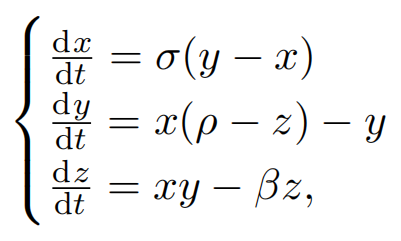 dx/dt = σ(y − x)
dy/dt = x(ρ − z) − y
dz/dt = xy − βz,